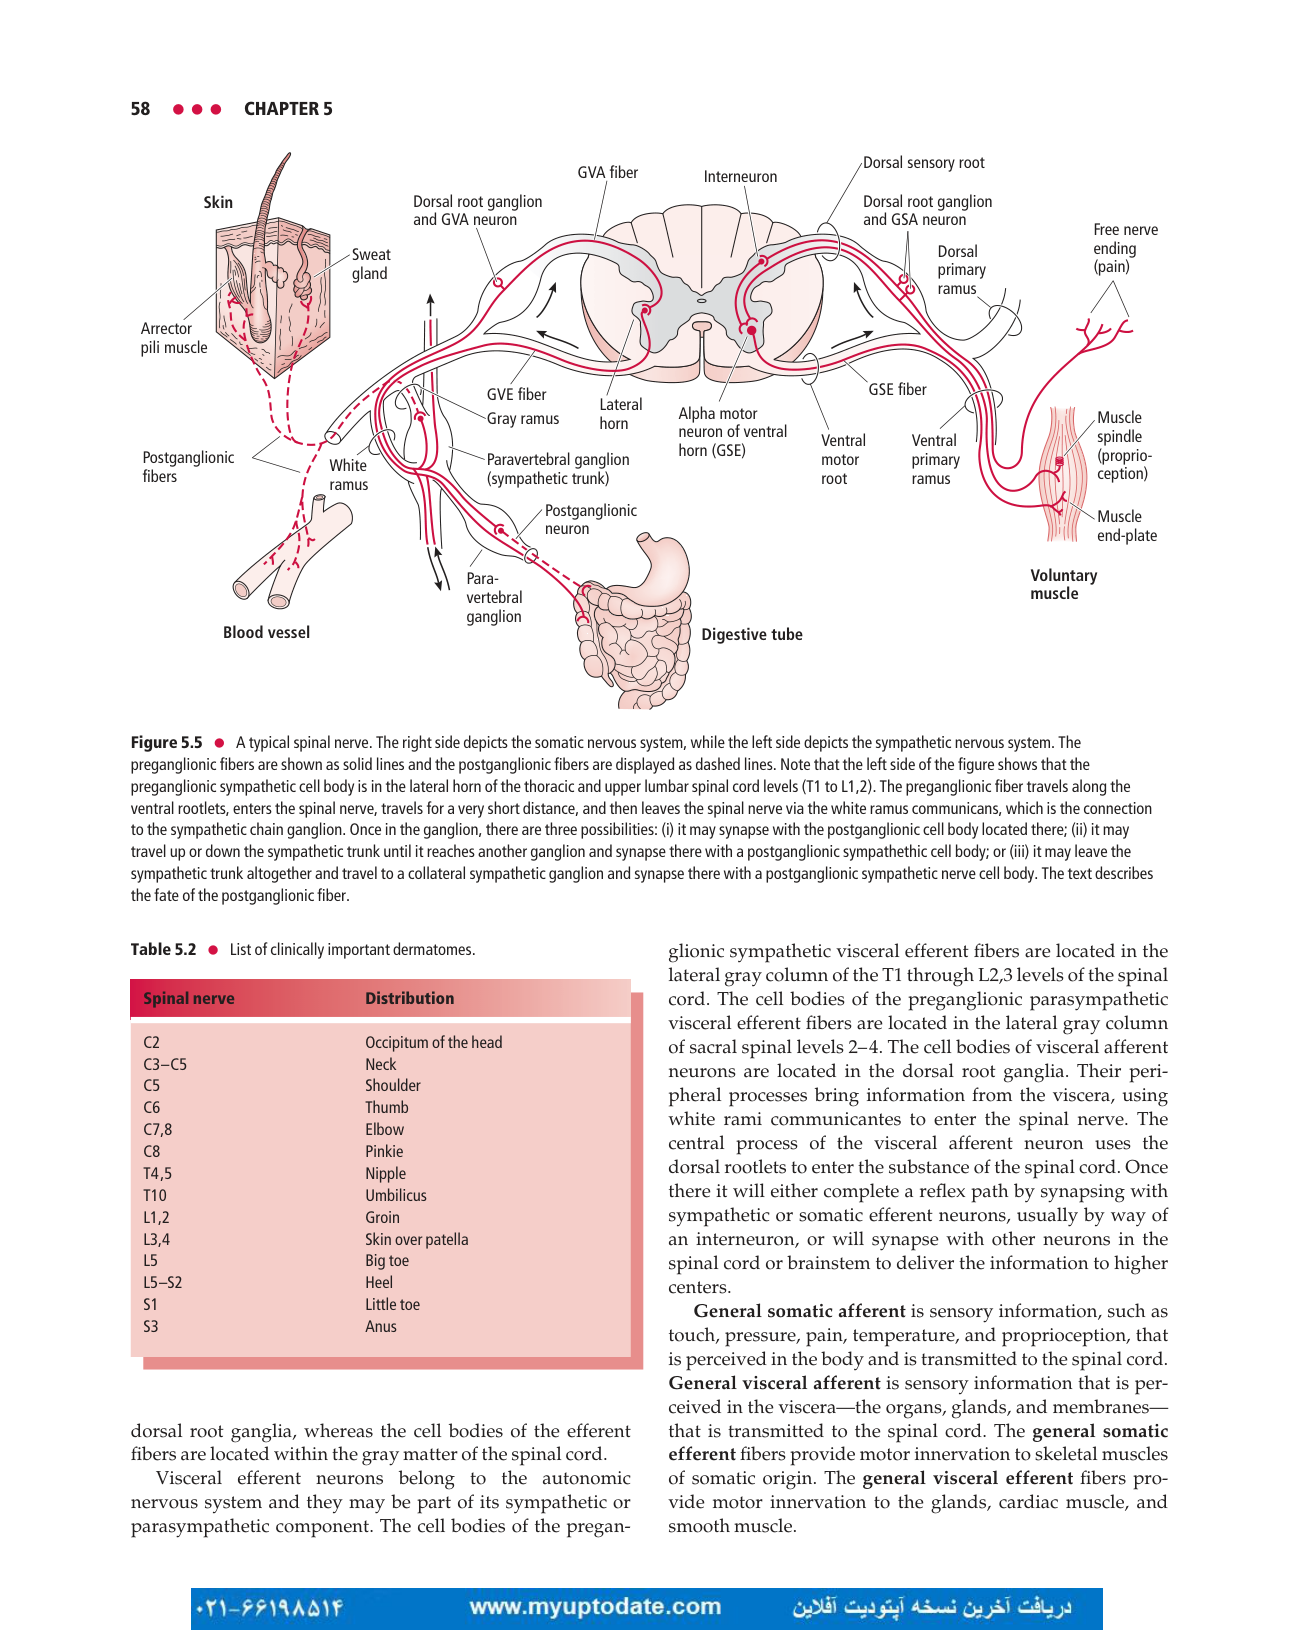 58 ● ● ● CHAPTER 5
Skin
Sweat
gland
Arrector
pili muscle
Postganglionic
fibers
White
ramus
Blood vessel
Dorsal root ganglion
and GVA neuron
GVA fiber
Interneuron
Dorsal sensory root
Dorsal root ganglion
and GSA neuron
Dorsal
primary
ramus
Free nerve
ending
(pain)
GVE fiber
Gray ramus
Lateral
horn
Paravertebral ganglion
(sympathetic trunk)
Postganglionic
neuron
Para-
vertebral
ganglion
Digestive tube
Alpha motor
neuron of ventral
horn (GSE)
GSE fiber
Ventral
motor
root
Ventral
primary
ramus
Muscle
spindle
(proprio-
ception)
Muscle
end-plate
Voluntary
muscle
Figure 5.5 ● A typical spinal nerve. The right side depicts the somatic nervous system, while the left side depicts the sympathetic nervous system. The
preganglionic fibers are shown as solid lines and the postganglionic fibers are displayed as dashed lines. Note that the left side of the figure shows that the
preganglionic sympathetic cell body is in the lateral horn of the thoracic and upper lumbar spinal cord levels (T1 to L1,2). The preganglionic fiber travels along the
ventral rootlets, enters the spinal nerve, travels for a very short distance, and then leaves the spinal nerve via the white ramus communicans, which is the connection
to the sympathetic chain ganglion. Once in the ganglion, there are three possibilities: (i) it may synapse with the postganglionic cell body located there; (ii) it may
travel up or down the sympathetic trunk until it reaches another ganglion and synapse there with a postganglionic sympathethic cell body; or (iii) it may leave the
sympathetic trunk altogether and travel to a collateral sympathetic ganglion and synapse there with a postganglionic sympathetic nerve cell body. The text describes
the fate of the postganglionic fiber.
Table 5.2 ● List of clinically important dermatomes.
Spinal nerve Distribution
C2 Occipitum of the head
C3–C5 Neck
C5 Shoulder
C6 Thumb
C7,8 Elbow
C8 Pinkie
T4,5 Nipple
T10 Umbilicus
L1,2 Groin
L3,4 Skin over patella
L5 Big toe
L5–S2 Heel
S1 Little toe
S3 Anus
dorsal root ganglia, whereas the cell bodies of the efferent
fibers are located within the gray matter of the spinal cord.
Visceral efferent neurons belong to the autonomic
nervous system and they may be part of its sympathetic or
parasympathetic component. The cell bodies of the pregan-
glionic sympathetic visceral efferent fibers are located in the
lateral gray column of the T1 through L2,3 levels of the spinal
cord. The cell bodies of the preganglionic parasympathetic
visceral efferent fibers are located in the lateral gray column
of sacral spinal levels 2–4. The cell bodies of visceral afferent
neurons are located in the dorsal root ganglia. Their peri-
pheral processes bring information from the viscera, using
white rami communicantes to enter the spinal nerve. The
central process of the visceral afferent neuron uses the
dorsal rootlets to enter the substance of the spinal cord. Once
there it will either complete a reflex path by synapsing with
sympathetic or somatic efferent neurons, usually by way of
an interneuron, or will synapse with other neurons in the
spinal cord or brainstem to deliver the information to higher
centers.
General somatic afferent is sensory information, such as
touch, pressure, pain, temperature, and proprioception, that
is perceived in the body and is transmitted to the spinal cord.
General visceral afferent is sensory information that is per-
ceived in the viscera—the organs, glands, and membranes—
that is transmitted to the spinal cord. The general somatic
efferent fibers provide motor innervation to skeletal muscles
of somatic origin. The general visceral efferent fibers pro-
vide motor innervation to the glands, cardiac muscle, and
smooth muscle.
۰۲۱-۶۶۱۹۸۵۱۴ www.myuptodate.com دریافت آخرین نسخه آپتودیت آفلاین